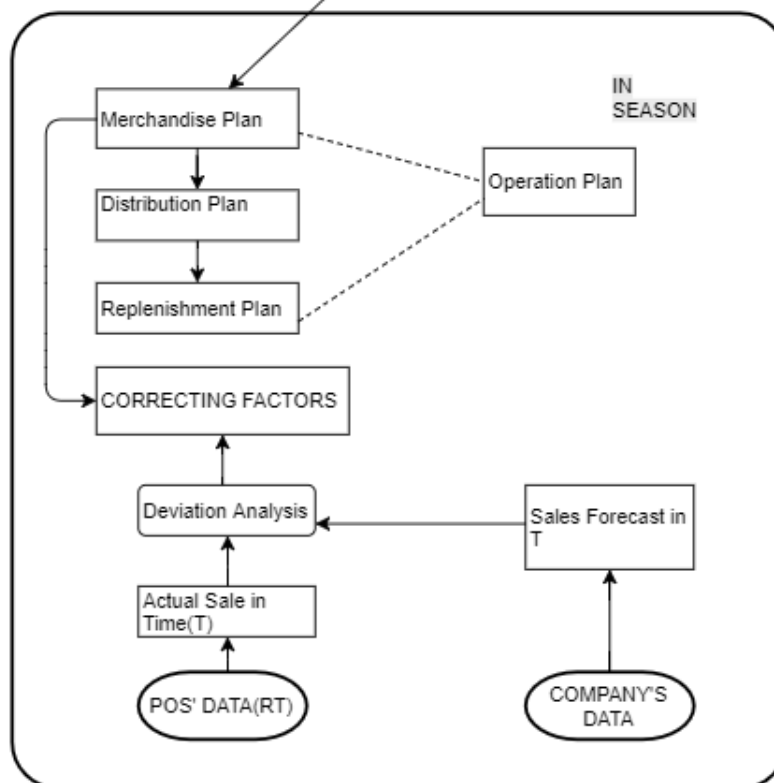 IN
SEASON
Merchandise Plan
Operation Plan
Distribution Plan
Replenishment Plan
CORRECTING FACTORS
Deviation Analysis
Sales Forecast in
T
Actual Sale in
Time(T)
POS' DATA(RT)
COMPANY'S
DATA